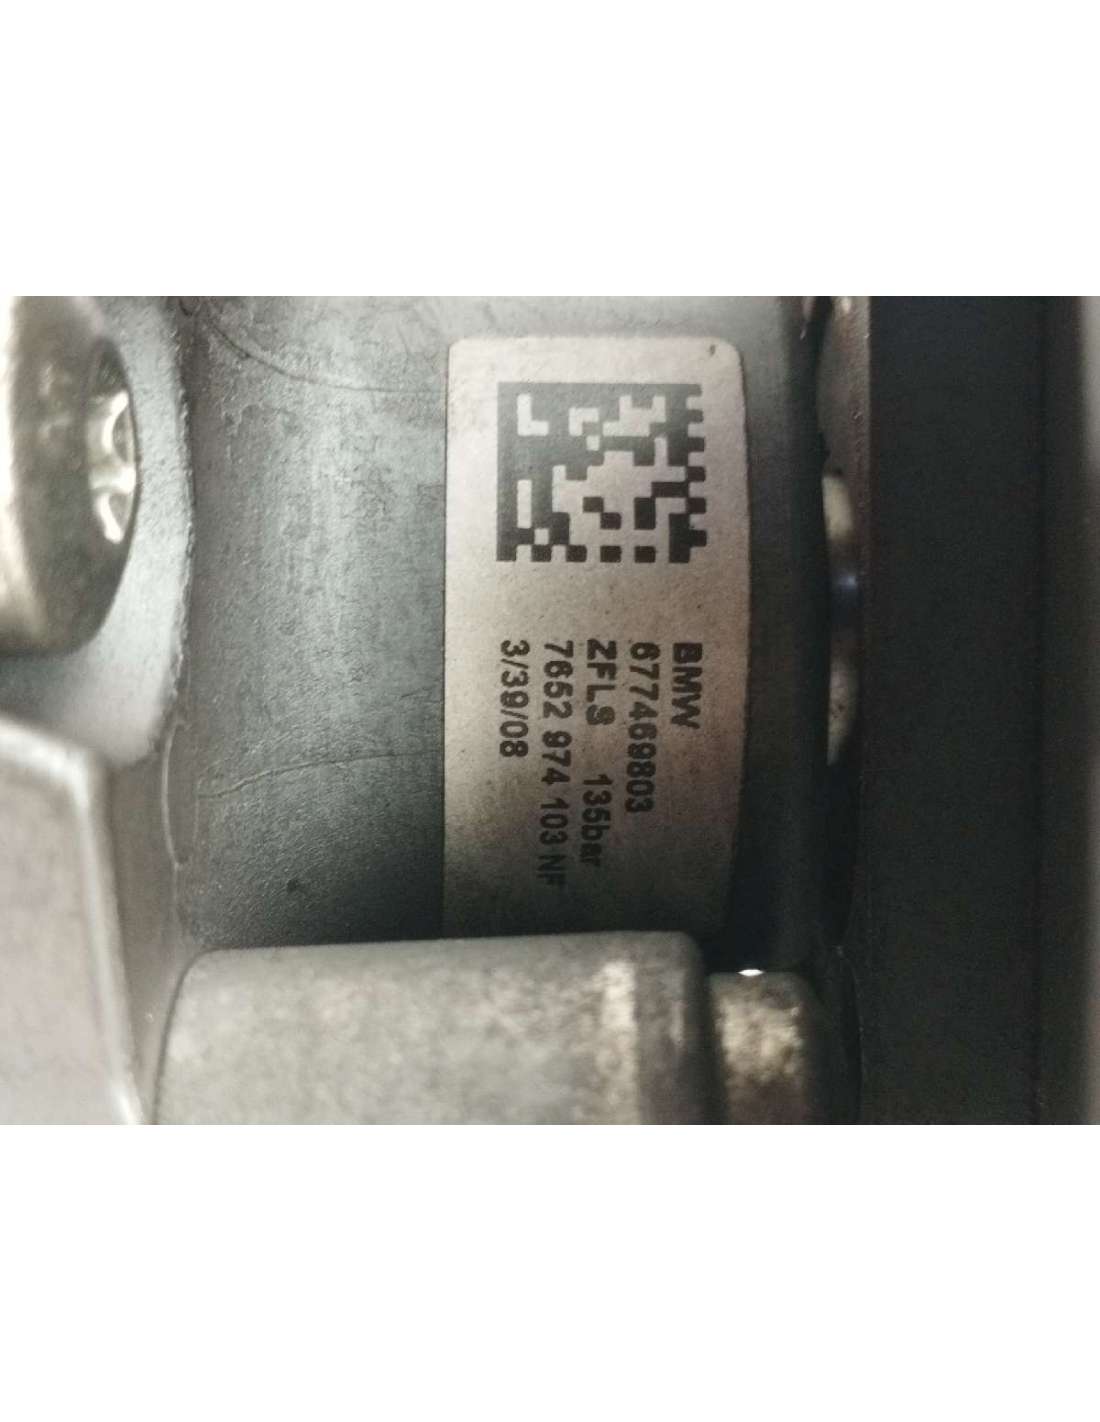 BMW
677469803
ZFLS 135bar
7652 974 103 NF
3/39/08